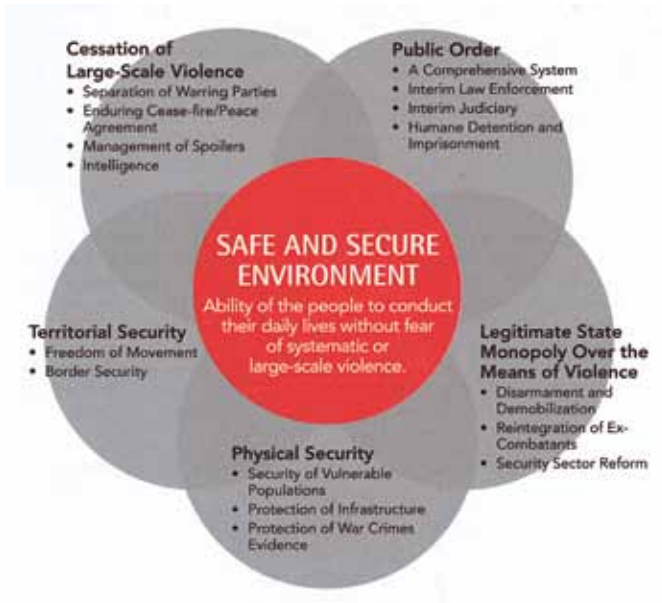 Cessation of
Large-Scale Violence
• Separation of Warring Parties
• Enduring Cease-fire/Peace
Agreement
• Management of Spoilers
• Intelligence
Public Order
• A Comprehensive System
• Interim Law Enforcement
• Interim Judiciary
• Humane Detention and
Imprisonment
SAFE AND SECURE
ENVIRONMENT
Ability of the people to conduct
their daily lives without fear
of systematic or
large-scale violence.
Territorial Security
• Freedom of Movement
• Border Security
Legitimate State
Monopoly Over the
Means of Violence
• Disarmament and
Demobilization
• Reintegration of Ex-
Combatants
• Security Sector Reform
Physical Security
• Security of Vulnerable
Populations
• Protection of Infrastructure
• Protection of War Crimes
Evidence